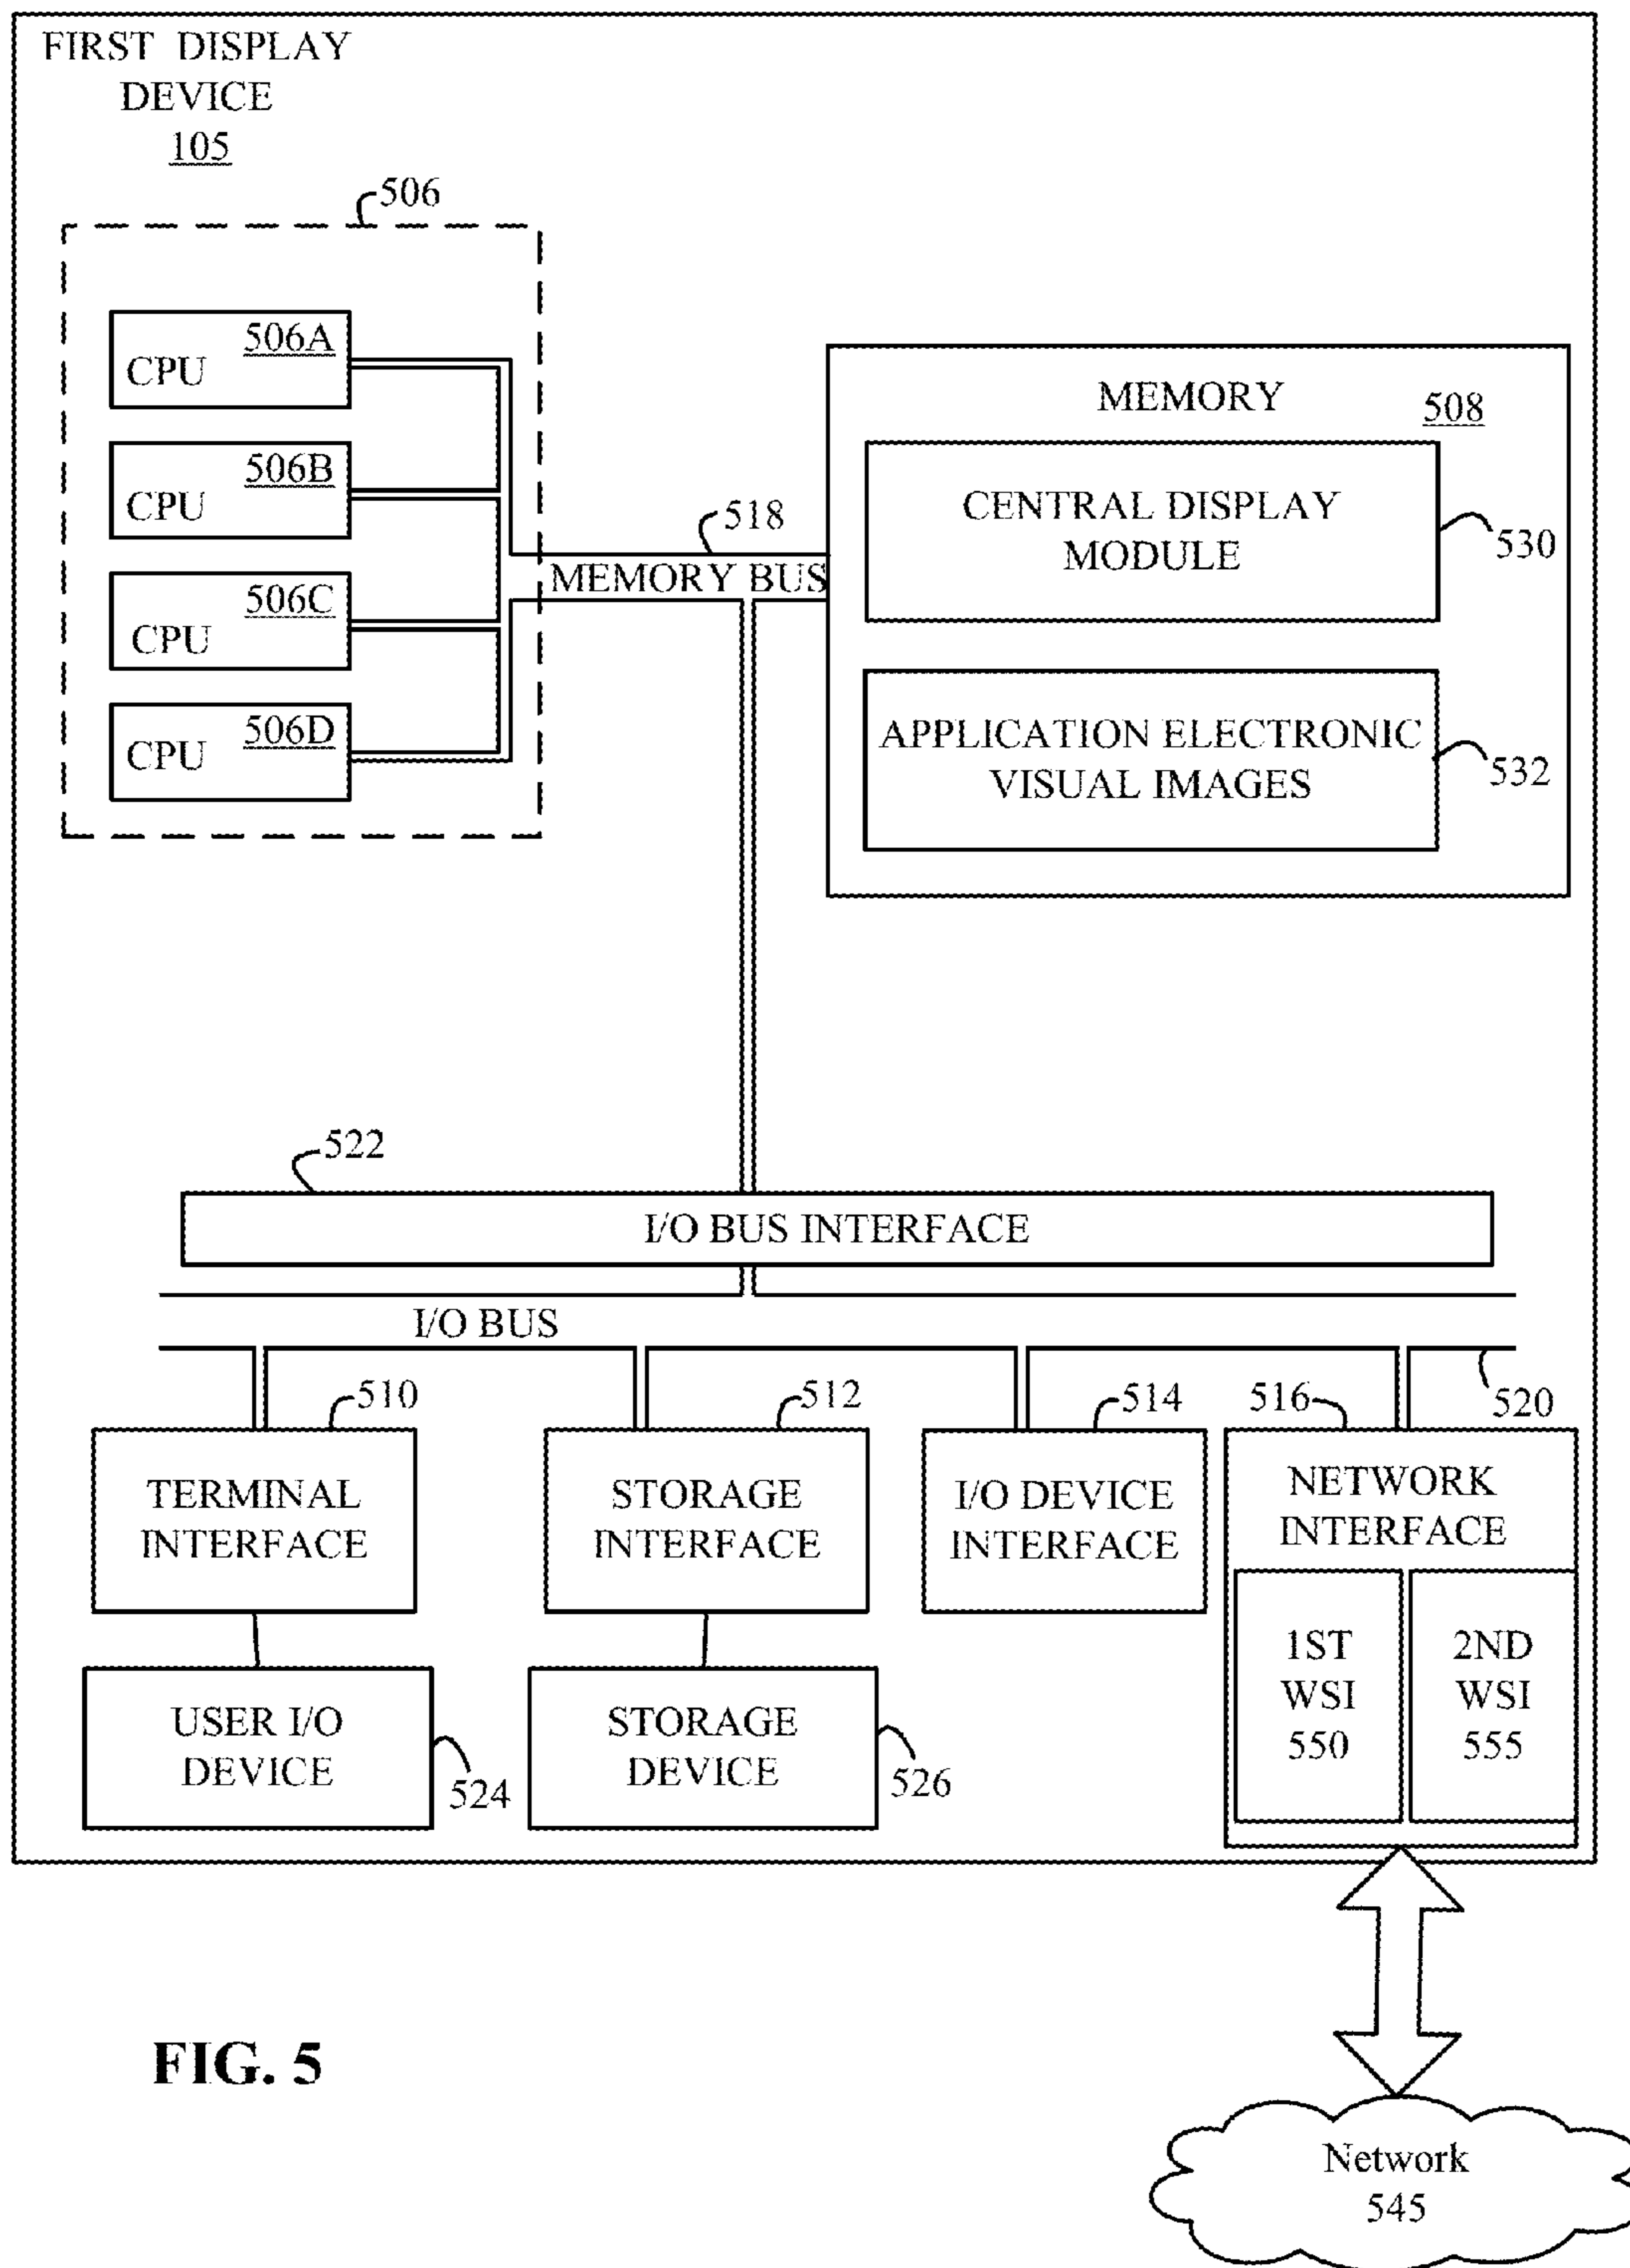 FIRST DISPLAY
DEVICE
105
506
506A
CPU
506B
CPU
506C
CPU
506D
CPU
518
MEMORY BUS
MEMORY
508
CENTRAL DISPLAY
MODULE
530
APPLICATION ELECTRONIC
VISUAL IMAGES
532
522
I/O BUS INTERFACE
I/O BUS
520
510
TERMINAL
INTERFACE
512
STORAGE
INTERFACE
514
I/O DEVICE
INTERFACE
516
NETWORK
INTERFACE
1ST
WSI
550
2ND
WSI
555
USER I/O
DEVICE
524
STORAGE
DEVICE
526
FIG. 5
Network
545